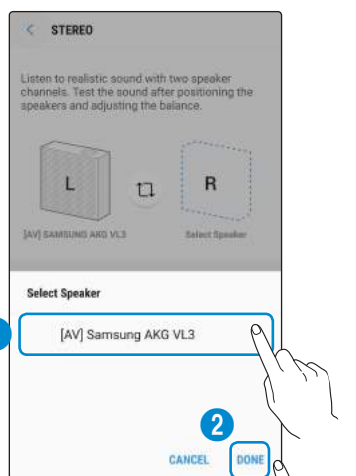 STEREO
Listen to realistic sound with two speaker
channels. Test the sound after positioning the
speakers and adjusting the balance.
L
R
[AV] SAMSUNG AKG VL3
Select Speaker
Select Speaker
[AV] Samsung AKG VL3
2
CANCEL
DONE